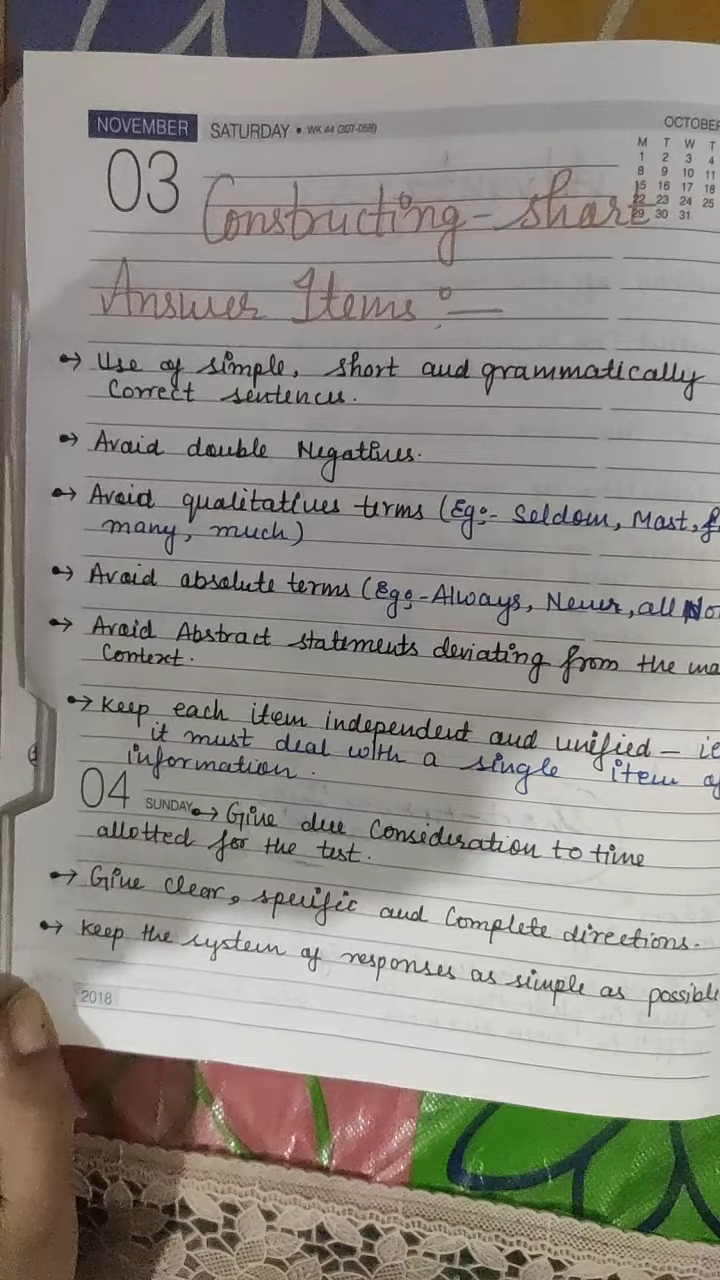 NOVEMBER SATURDAY • WK 44 (307-058)
OCTOBER
M T W T
1 2 3 4
8 9 10 11
15 16 17 18
22 23 24 25
29 30 31
03
Constructing - short
Answer Items :—
→ Use of simple, short and grammatically
Correct sentences.
→ Avoid double Negatives.
→ Avoid qualitatives terms (Eg:- Seldom, Most,
many, much)
→ Avoid absolute terms (Eg:- Always, Never, all
→ Avoid Abstract statements deviating from the
Context.
→ Keep each item independent and unified – ie
it must deal with a single item of
information.
04 SUNDAY → Give due Consideration to time
allotted for the test.
→ Give clear, specific and Complete directions.
→ Keep the system of responses as simple as possible
2018